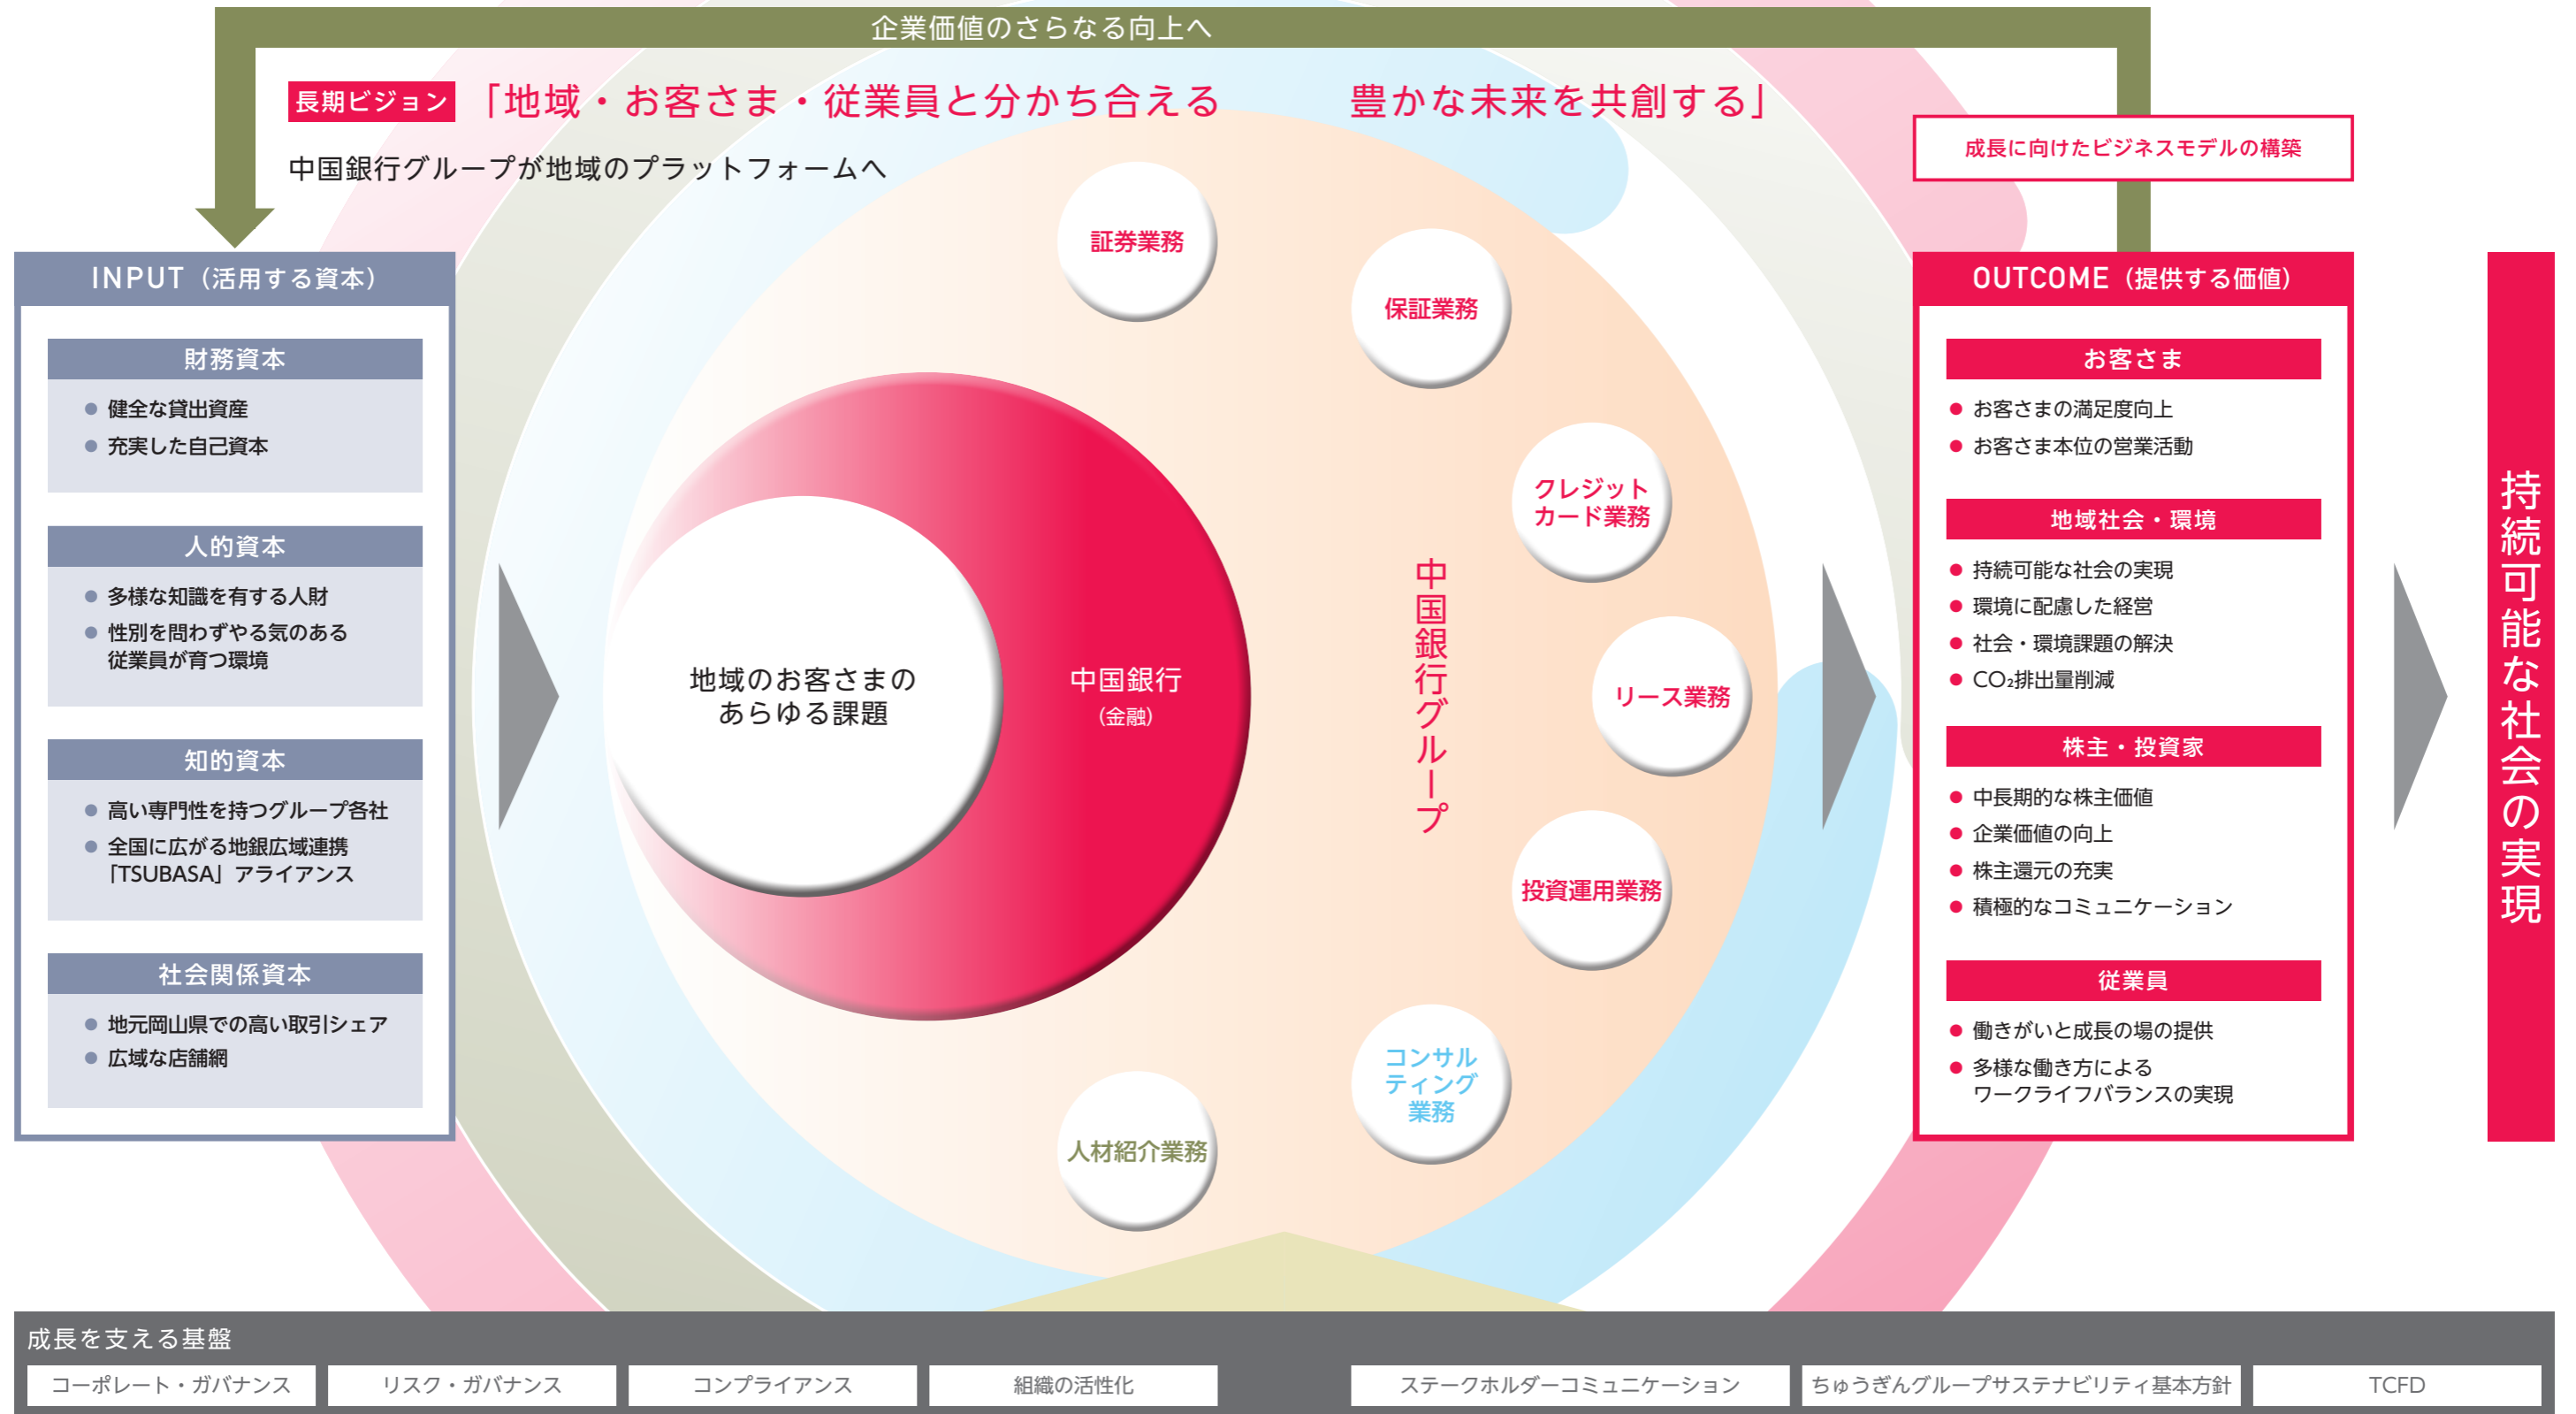 企業価値のさらなる向上へ
長期ビジョン
「地域・お客さま・従業員と分かち合える 豊かな未来を共創する」
中国銀行グループが地域のプラットフォームへ
成長に向けたビジネスモデルの構築
INPUT（活用する資本）
財務資本
● 健全な貸出資産
● 充実した自己資本
人的資本
● 多様な知識を有する人財
● 性別を問わずやる気のある
従業員が育つ環境
知的資本
● 高い専門性を持つグループ各社
● 全国に広がる地銀広域連携
「TSUBASA」アライアンス
社会関係資本
● 地元岡山県での高い取引シェア
● 広域な店舗網
地域のお客さまの
あらゆる課題
中国銀行
（金融）
中国銀行グループ
証券業務
保証業務
クレジット
カード業務
リース業務
投資運用業務
コンサル
ティング
業務
人材紹介業務
OUTCOME（提供する価値）
お客さま
● お客さまの満足度向上
● お客さま本位の営業活動
地域社会・環境
● 持続可能な社会の実現
● 環境に配慮した経営
● 社会・環境課題の解決
● CO₂排出量削減
株主・投資家
● 中長期的な株主価値
● 企業価値の向上
● 株主還元の充実
● 積極的なコミュニケーション
従業員
● 働きがいと成長の場の提供
● 多様な働き方による
ワークライフバランスの実現
持続可能な社会の実現
成長を支える基盤
コーポレート・ガバナンス
リスク・ガバナンス
コンプライアンス
組織の活性化
ステークホルダーコミュニケーション
ちゅうぎんグループサステナビリティ基本方針
TCFD